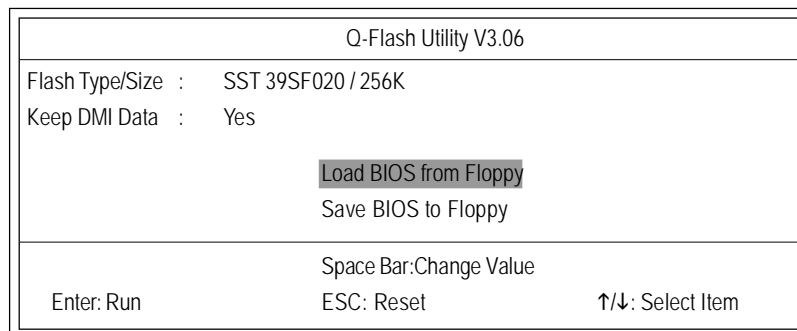 Q-Flash Utility V3.06
Flash Type/Size : SST 39SF020 / 256K
Keep DMI Data : Yes
Load BIOS from Floppy
Save BIOS to Floppy
Space Bar:Change Value
Enter: Run ESC: Reset ↑/↓: Select Item